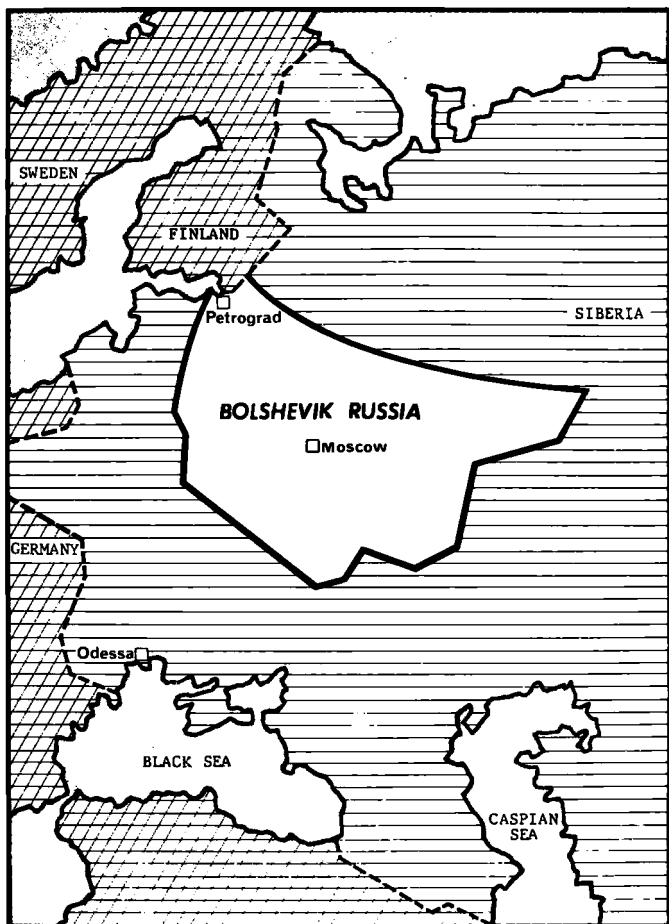 SWEDEN
FINLAND
Petrograd
SIBERIA
BOLSHEVIK RUSSIA
Moscow
GERMANY
Odessa
BLACK SEA
CASPIAN
SEA